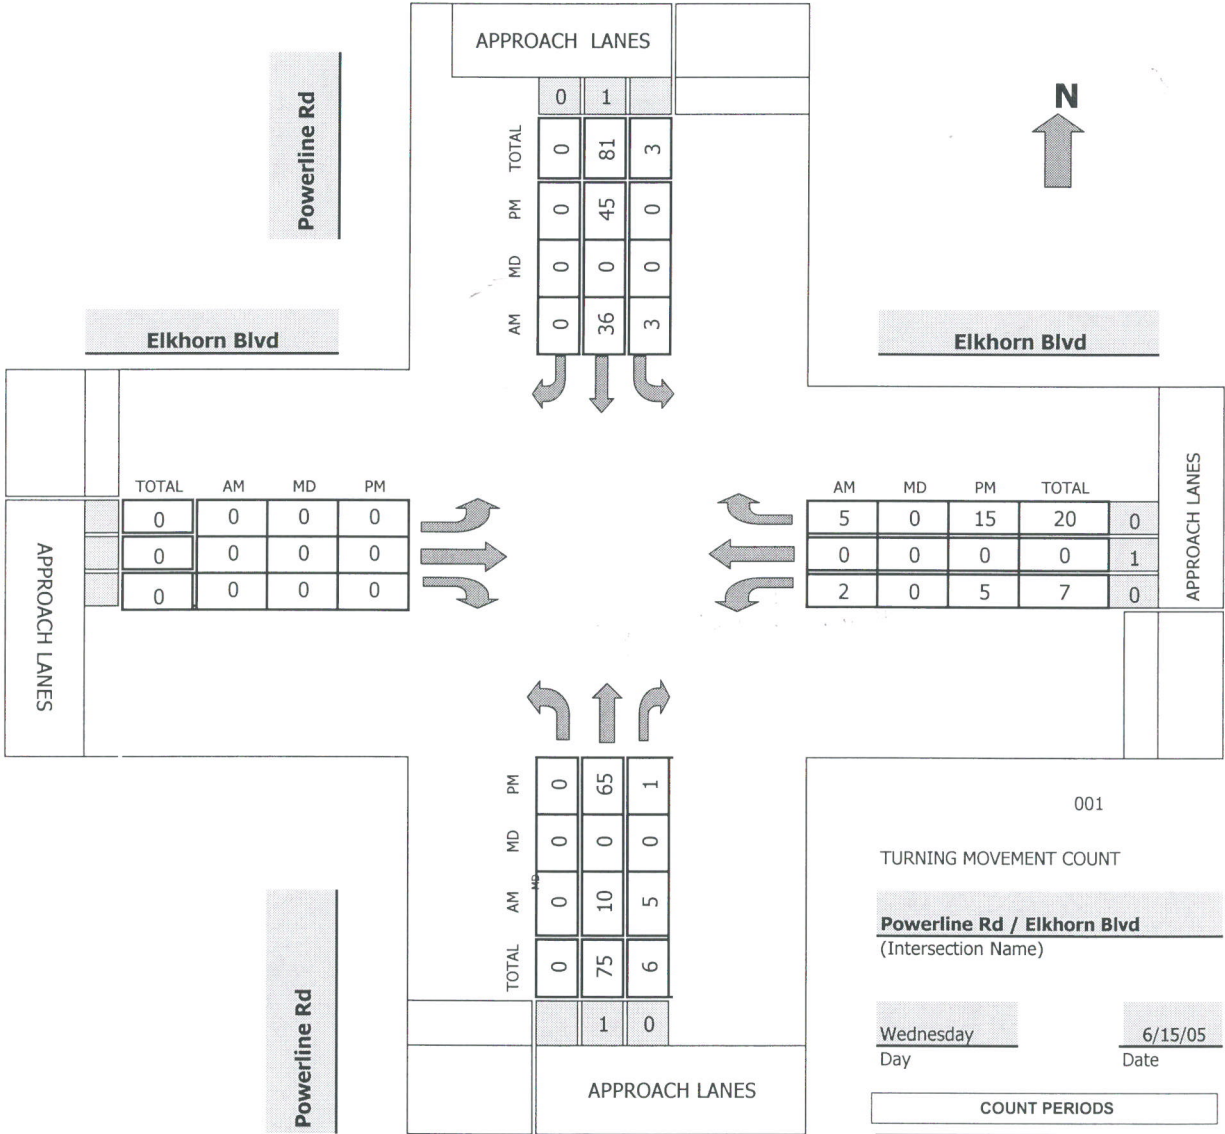 APPROACH LANES
0 1
TOTAL 0 81 3
PM 0 45 0
MD 0 0 0
AM 0 36 3
Powerline Rd
N
Elkhorn Blvd
Elkhorn Blvd
TOTAL AM MD PM
0 0 0 0
0 0 0 0
0 0 0 0
APPROACH LANES
AM MD PM TOTAL
5 0 15 20 0
0 0 0 0 1
2 0 5 7 0
APPROACH LANES
PM 0 65 1
MD 0 0 0
AM MD 0 10 5
TOTAL 0 75 6
1 0
APPROACH LANES
Powerline Rd
001
TURNING MOVEMENT COUNT
Powerline Rd / Elkhorn Blvd
(Intersection Name)
Wednesday 6/15/05
Day Date
COUNT PERIODS